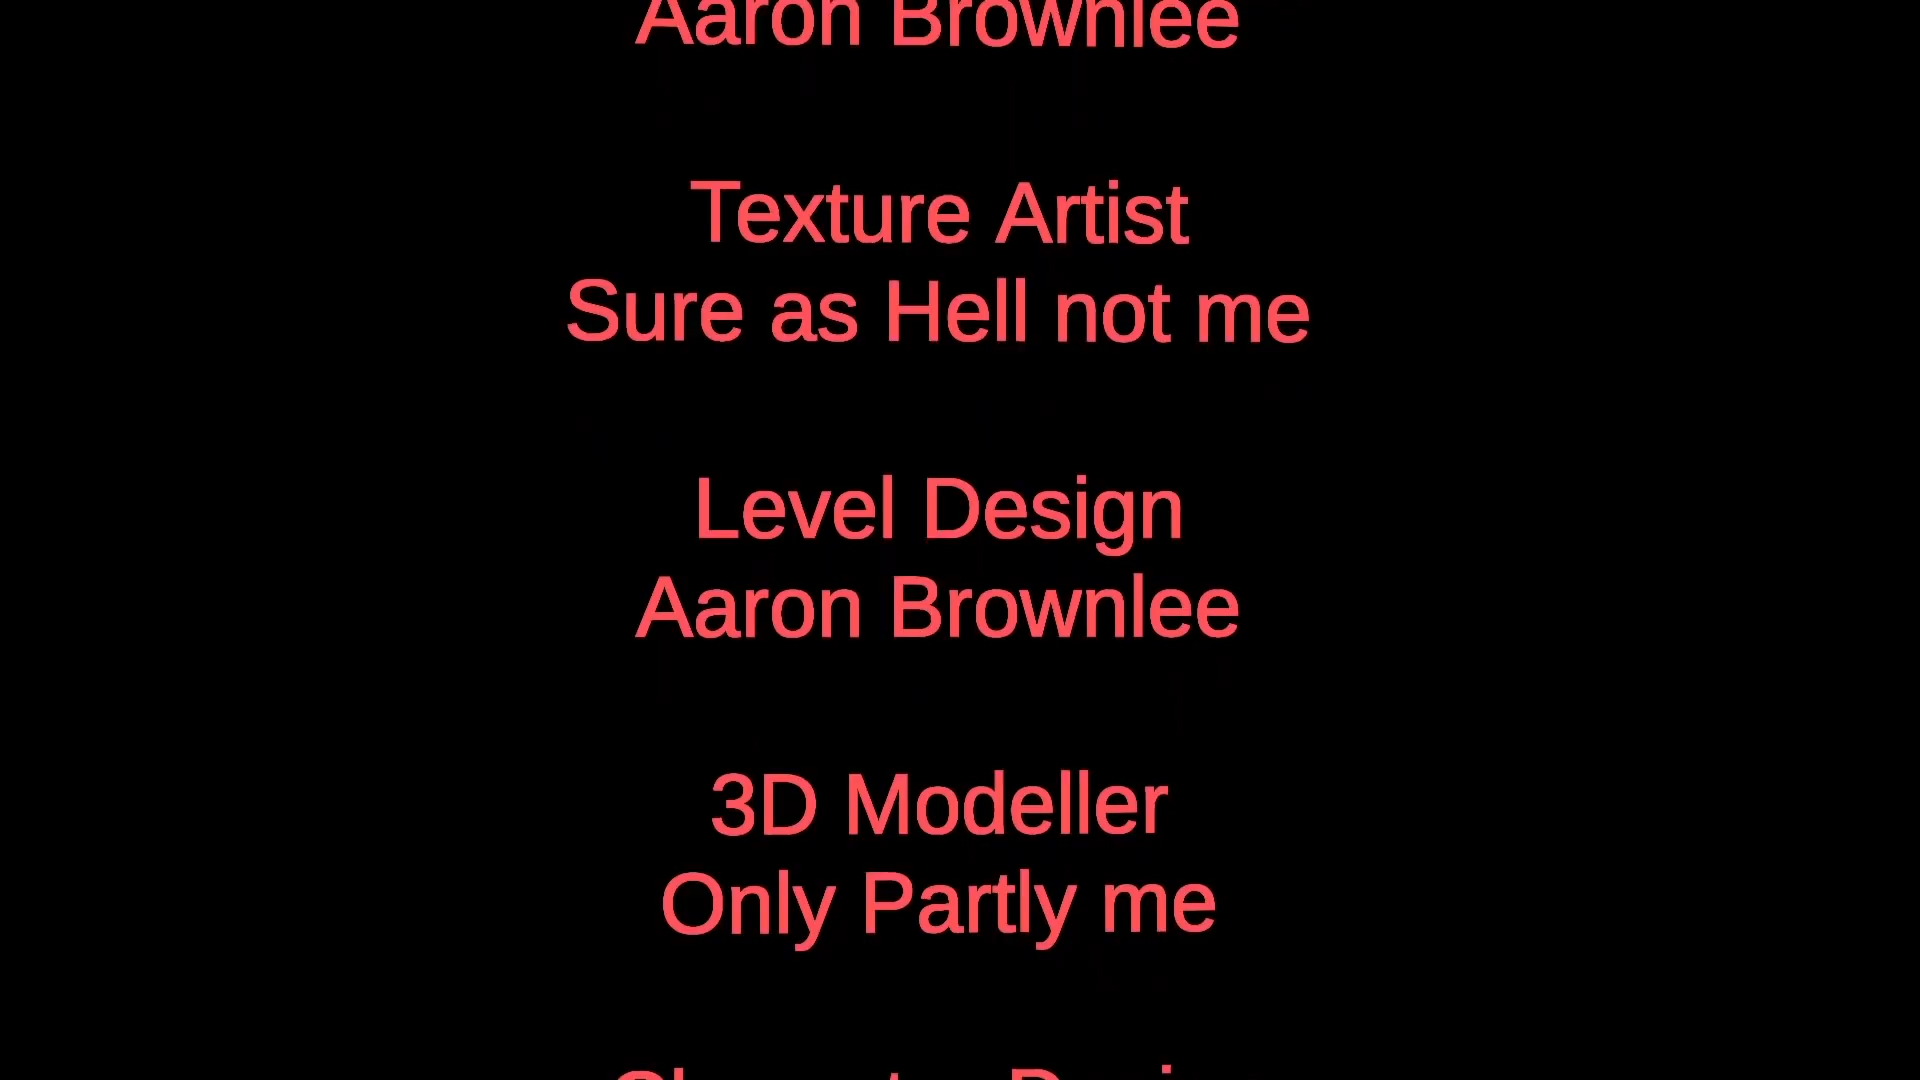 Aaron Brownlee
Texture Artist
Sure as Hell not me
Level Design
Aaron Brownlee
3D Modeller
Only Partly me